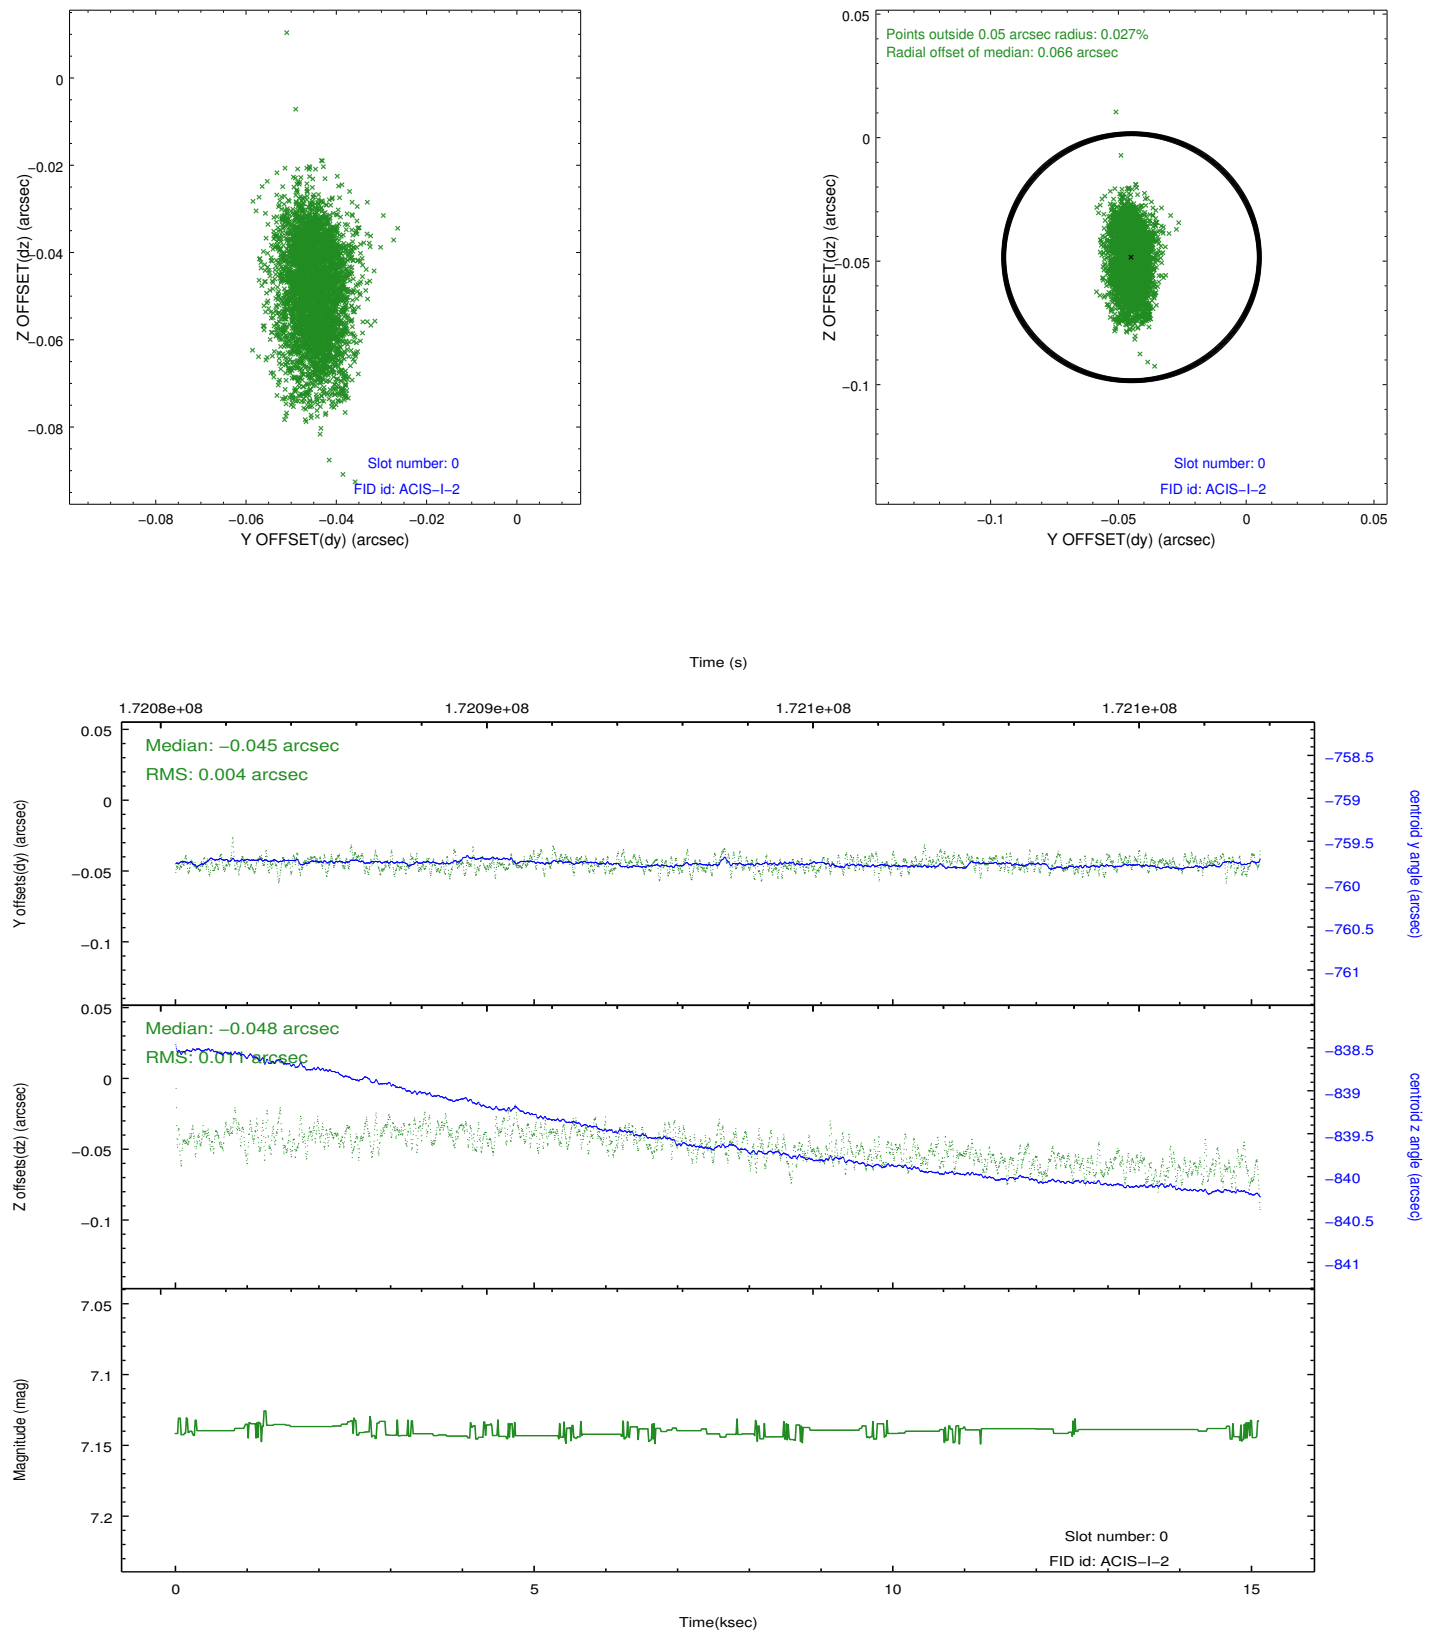 0
−0.02
−0.04
−0.06
−0.08
Z OFFSET(dz) (arcsec)
Slot number: 0
FID id: ACIS−I−2
−0.08
−0.06
−0.04
−0.02
0
Y OFFSET(dy) (arcsec)
0.05
0
−0.05
−0.1
Z OFFSET(dz) (arcsec)
Points outside 0.05 arcsec radius: 0.027%
Radial offset of median: 0.066 arcsec
Slot number: 0
FID id: ACIS−I−2
−0.1
−0.05
0
0.05
Y OFFSET(dy) (arcsec)
Time (s)
1.7208e+08
1.7209e+08
1.721e+08
1.721e+08
0.05
0
−0.05
−0.1
Y offsets(dy) (arcsec)
Median: −0.045 arcsec
RMS: 0.004 arcsec
−758.5
−759
−759.5
−760
−760.5
−761
centroid y angle (arcsec)
0.05
0
−0.05
−0.1
Z offsets(dz) (arcsec)
Median: −0.048 arcsec
RMS: 0.011 arcsec
−838.5
−839
−839.5
−840
−840.5
−841
centroid z angle (arcsec)
7.05
7.1
7.15
7.2
Magnitude (mag)
Slot number: 0
FID id: ACIS−I−2
0
5
10
15
Time(ksec)